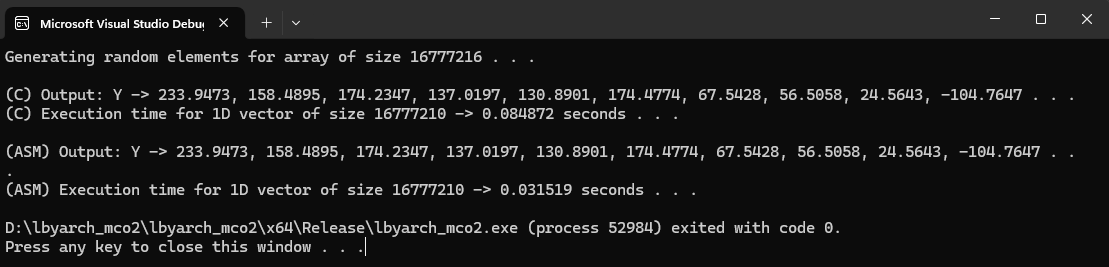 Microsoft Visual Studio Debug
Generating random elements for array of size 16777216 . . .
(C) Output: Y -> 233.9473, 158.4895, 174.2347, 137.0197, 130.8901, 174.4774, 67.5428, 56.5058, 24.5643, -104.7647 . . .
(C) Execution time for 1D vector of size 16777210 -> 0.084872 seconds . . .
(ASM) Output: Y -> 233.9473, 158.4895, 174.2347, 137.0197, 130.8901, 174.4774, 67.5428, 56.5058, 24.5643, -104.7647 . .
.
(ASM) Execution time for 1D vector of size 16777210 -> 0.031519 seconds . . .
D:\lbyarch_mco2\lbyarch_mco2\x64\Release\lbyarch_mco2.exe (process 52984) exited with code 0.
Press any key to close this window . . .